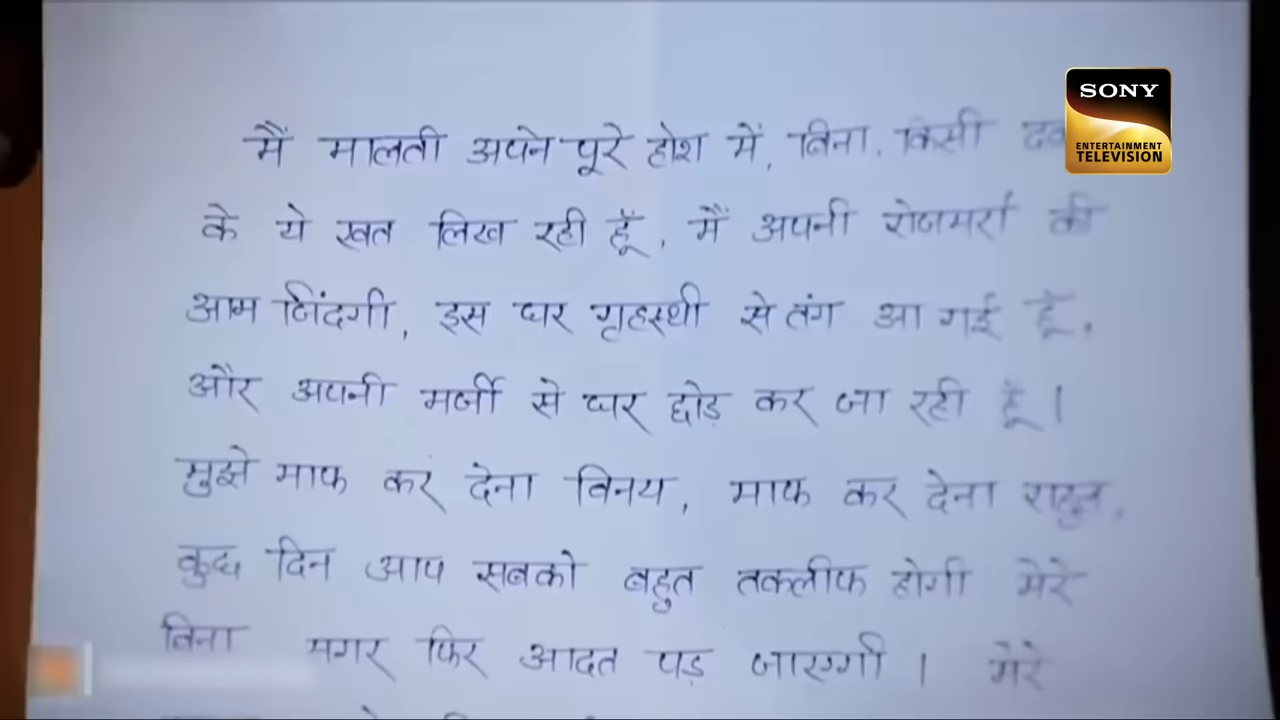 मैं मालती अपने पूरे होश में, बिना. किसी
के ये खत लिख रही हूँ, मैं अपनी रोजमर्रा की
आम जिंदगी, इस घर गृहस्थी से तंग आ गई हूँ,
और अपनी मर्जी से घर छोड़ कर जा रही हूँ।
मुझे माफ कर देना विनय, माफ कर देना राहुल,
कुछ दिन आप सबको बहुत तकलीफ होगी मेरे
बिना मगर फिर आदत पड़ जाएगी। मेरे
SONY
ENTERTAINMENT
TELEVISION